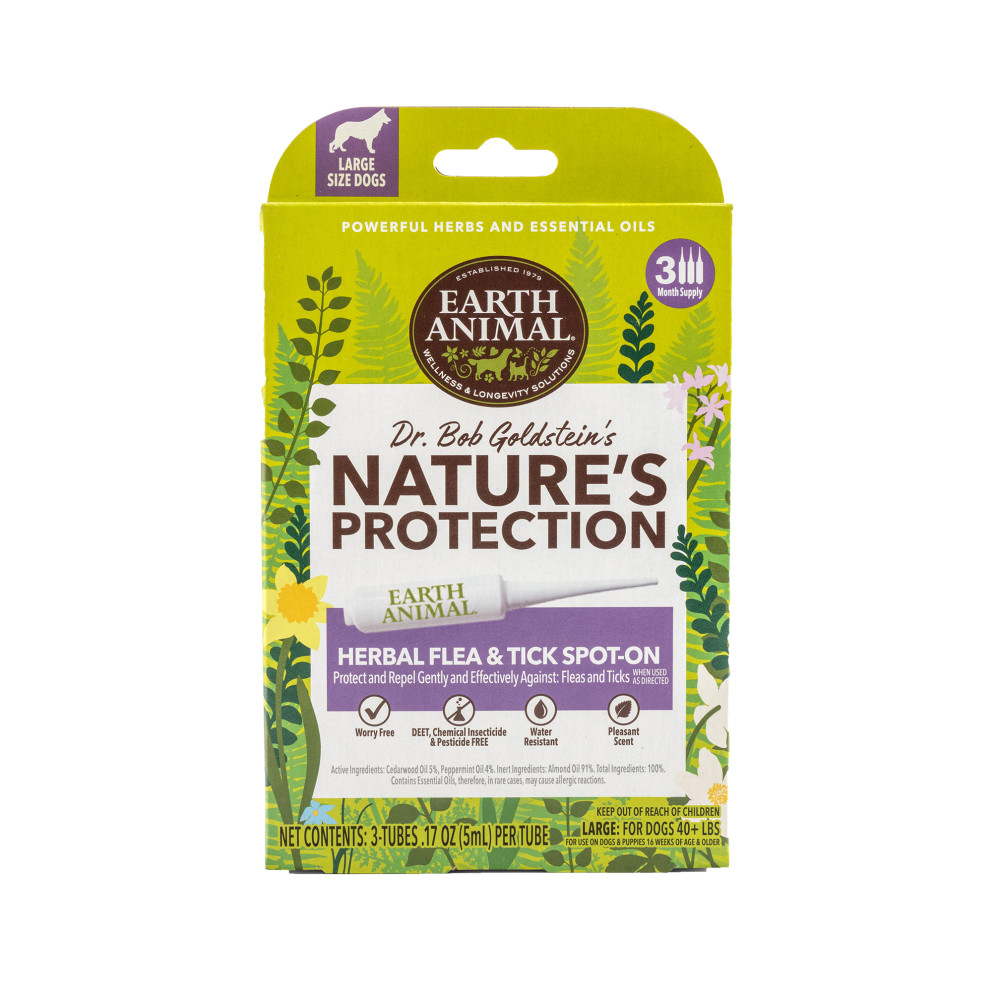 LARGE
SIZE DOGS
POWERFUL HERBS AND ESSENTIAL OILS
3
Month Supply
ESTABLISHED 1979
EARTH
ANIMAL®
WELLNESS & LONGEVITY SOLUTIONS
Dr. Bob Goldstein's
NATURE'S
PROTECTION
EARTH
ANIMAL
HERBAL FLEA & TICK SPOT-ON
Protect and Repel Gently and Effectively Against: Fleas and Ticks WHEN USED
AS DIRECTED
Worry Free
DEET, Chemical Insecticide
& Pesticide FREE
Water
Resistant
Pleasant
Scent
Active Ingredients: Cedarwood Oil 5%, Peppermint Oil 4%. Inert Ingredients: Almond Oil 91%. Total Ingredients: 100%.
Contains Essential Oils, therefore, in rare cases, may cause allergic reactions.
NET CONTENTS: 3-TUBES .17 OZ (5mL) PER TUBE
KEEP OUT OF REACH OF CHILDREN
LARGE: FOR DOGS 40+ LBS
FOR USE ON DOGS & PUPPIES 16 WEEKS OF AGE & OLDER